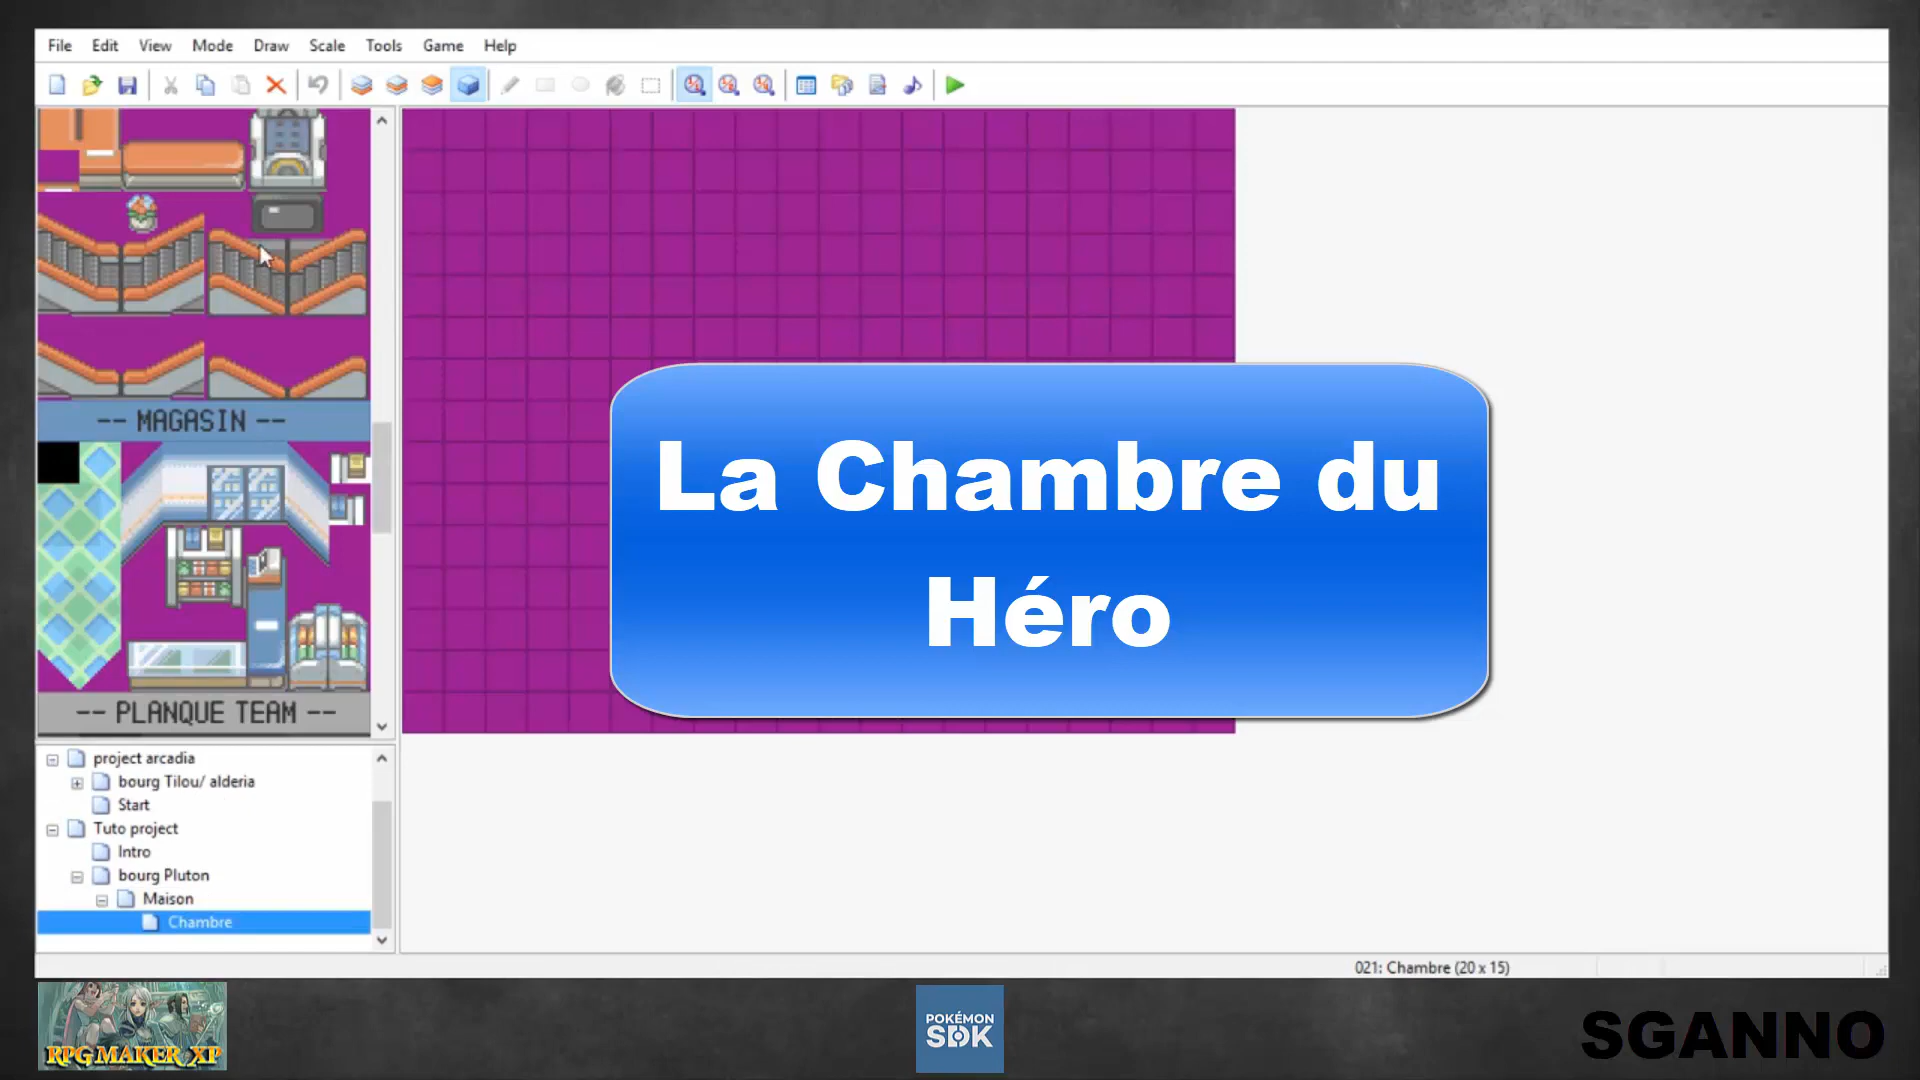 File Edit View Mode Draw Scale Tools Game Help
-- MAGASIN --
-- PLANQUE TEAM --
La Chambre du
Héro
project arcadia
bourg Tilou/ alderia
Start
Tuto project
Intro
bourg Pluton
Maison
Chambre
021: Chambre (20 x 15)
RPG MAKER XP
POKÉMON
SDK
SGANNO